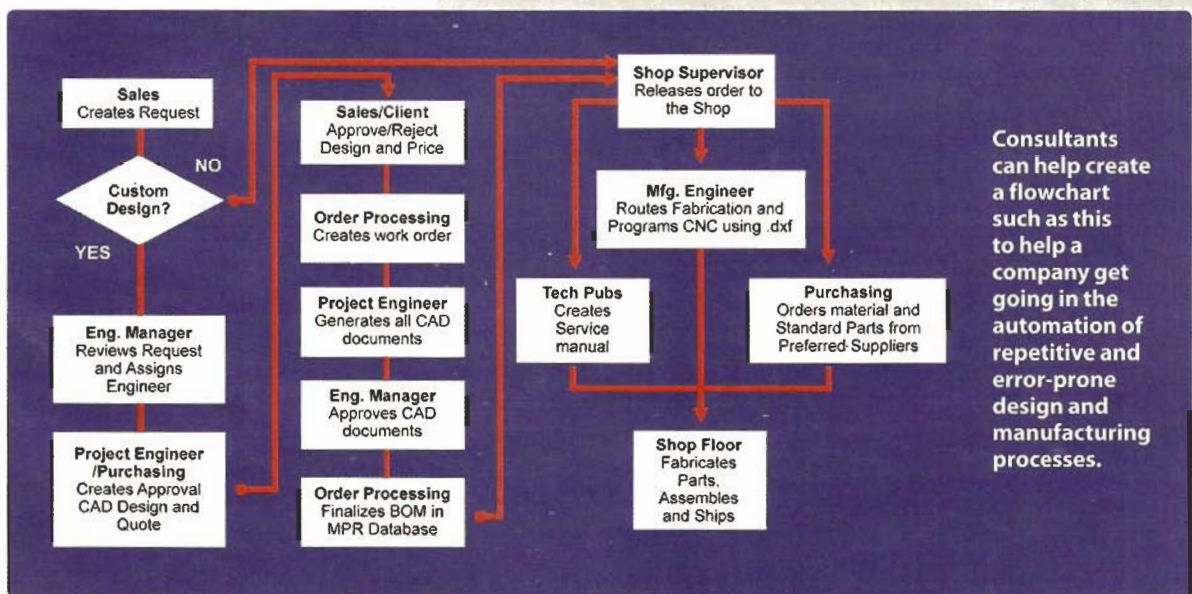 Sales
Creates Request
Custom
Design?
NO
YES
Eng. Manager
Reviews Request
and Assigns
Engineer
Project Engineer
/Purchasing
Creates Approval
CAD Design and
Quote
Sales/Client
Approve/Reject
Design and Price
Order Processing
Creates work order
Project Engineer
Generates all CAD
documents
Eng. Manager
Approves CAD
documents
Order Processing
Finalizes BOM in
MPR Database
Shop Supervisor
Releases order to
the Shop
Mfg. Engineer
Routes Fabrication and
Programs CNC using .dxf
Tech Pubs
Creates
Service
manual
Purchasing
Orders material and
Standard Parts from
Preferred Suppliers
Shop Floor
Fabricates
Parts,
Assembles
and Ships
Consultants
can help create
a flowchart
such as this
to help a
company get
going in the
automation of
repetitive and
error-prone
design and
manufacturing
processes.